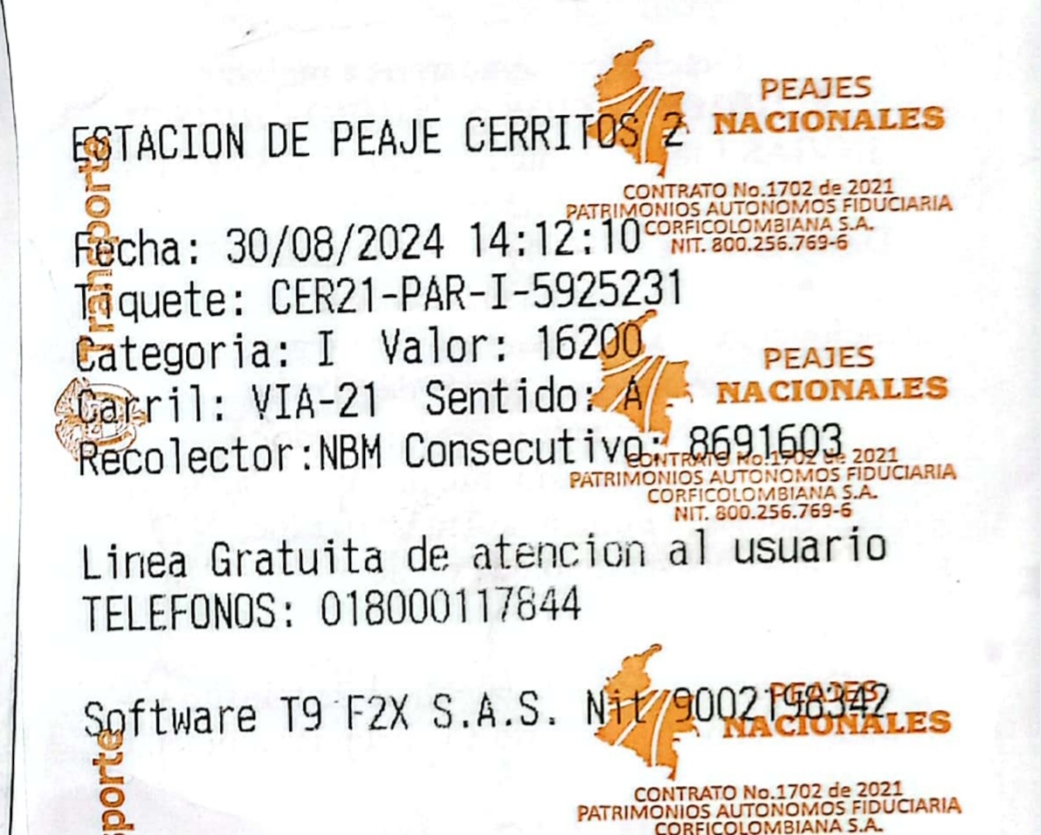 ESTACION DE PEAJE CERRITOS 2
PEAJES
NACIONALES
CONTRATO No.1702 de 2021
PATRIMONIOS AUTONOMOS FIDUCIARIA
CORFICOLOMBIANA S.A.
NIT. 800.256.769-6
Transporte
Fecha: 30/08/2024 14:12:10
Tiquete: CER21-PAR-I-5925231
Categoria: I Valor: 16200
Carril: VIA-21 Sentido: A
Recolector:NBM Consecutivo: 8691603
PEAJES
NACIONALES
CONTRATO No.1702 de 2021
PATRIMONIOS AUTONOMOS FIDUCIARIA
CORFICOLOMBIANA S.A.
NIT. 800.256.769-6
Linea Gratuita de atencion al usuario
TELEFONOS: 018000117844
Software T9 F2X S.A.S. Nit 9002198342
PEAJES
NACIONALES
CONTRATO No.1702 de 2021
PATRIMONIOS AUTONOMOS FIDUCIARIA
CORFICOLOMBIANA S.A.
sporte